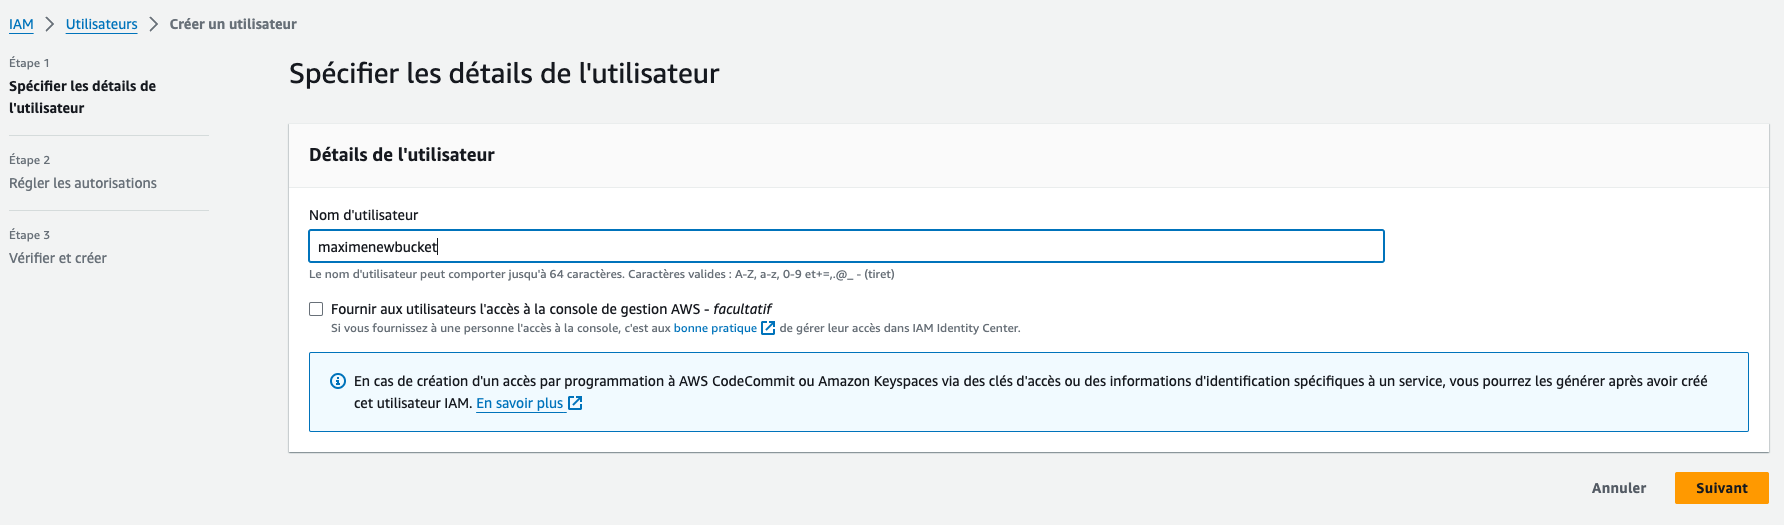 IAM > Utilisateurs > Créer un utilisateur
Étape 1
Spécifier les détails de
l'utilisateur
Étape 2
Régler les autorisations
Étape 3
Vérifier et créer
Spécifier les détails de l'utilisateur
Détails de l'utilisateur
Nom d'utilisateur
maximenewbucket
Le nom d'utilisateur peut comporter jusqu'à 64 caractères. Caractères valides : A-Z, a-z, 0-9 et+=,.@_ - (tiret)
Fournir aux utilisateurs l'accès à la console de gestion AWS - facultatif
Si vous fournissez à une personne l'accès à la console, c'est aux bonne pratique de gérer leur accès dans IAM Identity Center.
En cas de création d'un accès par programmation à AWS CodeCommit ou Amazon Keyspaces via des clés d'accès ou des informations d'identification spécifiques à un service, vous pourrez les générer après avoir créé
cet utilisateur IAM. En savoir plus
Annuler
Suivant